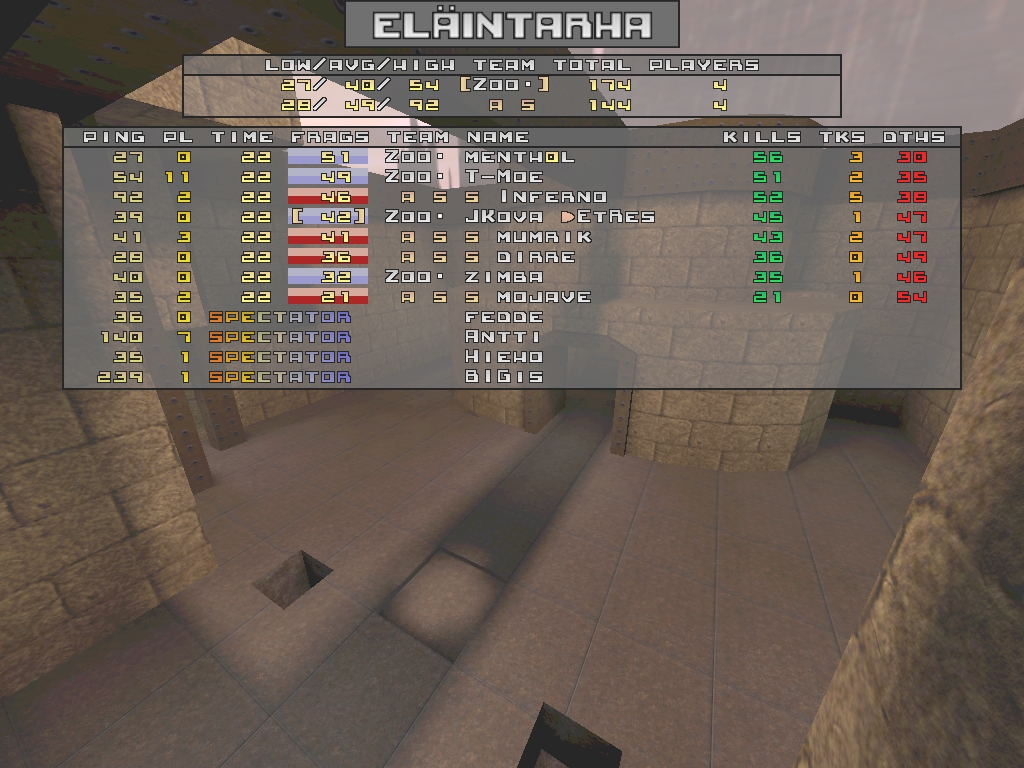 ELÄINTARHA
LOW/AVG/HIGH TEAM TOTAL PLAYERS
27/ 40/ 54 [Zoo·] 174 4
28/ 49/ 92 A S 144 4
PING PL TIME FRAGS TEAM NAME KILLS TKS DTHS
27 0 22 51 Zoo· MENTHOL 56 3 30
54 11 22 49 Zoo· T-MOE 51 2 35
92 2 22 46 A S S INFERNO 52 5 38
39 0 22 [ 42] Zoo· JKOVA DETRES 45 1 47
41 3 22 41 A S S MUMRIK 43 2 47
28 0 22 36 A S S DIRRE 36 0 49
40 0 22 32 Zoo· ZIMBA 35 1 46
35 2 22 21 A S S MOJAVE 21 0 54
36 0 SPECTATOR FEDDE
140 7 SPECTATOR ANTTI
35 1 SPECTATOR HIEHO
239 1 SPECTATOR BIGIS